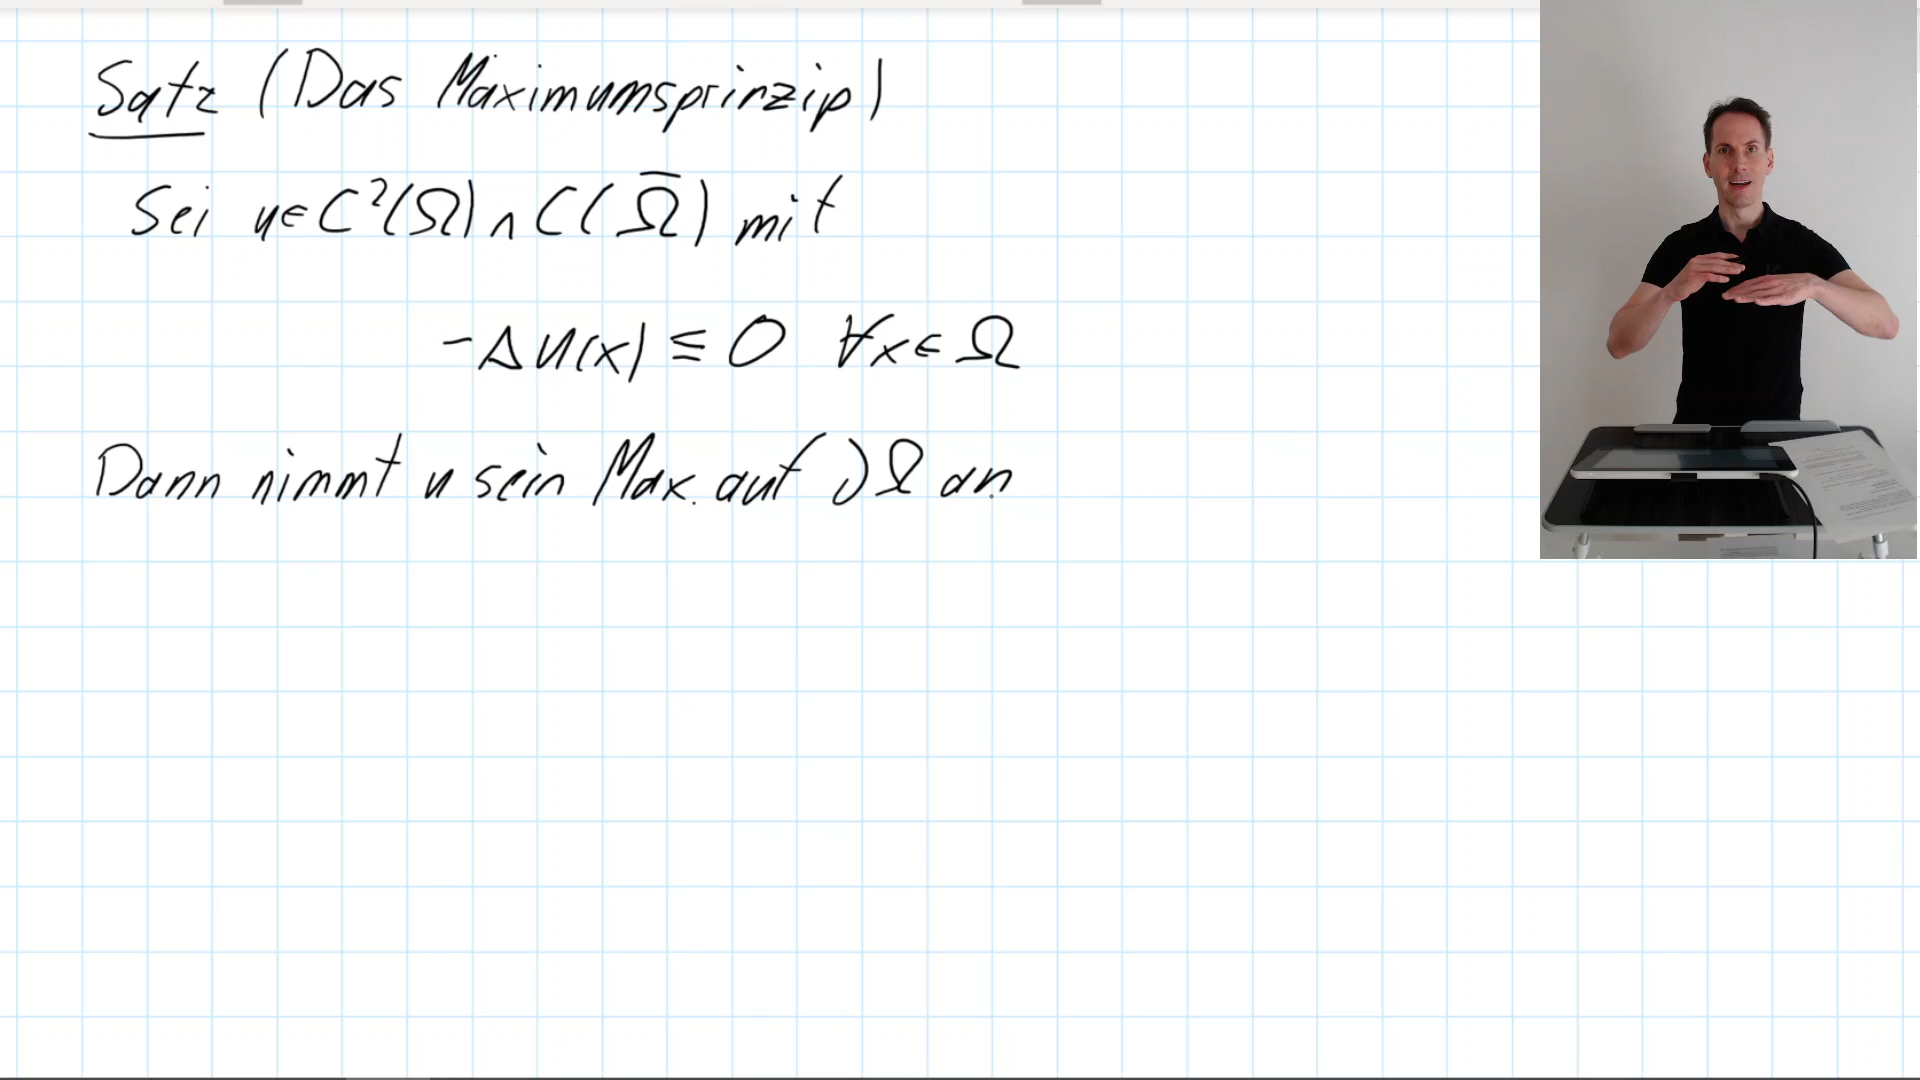 Satz (Das Maximumsprinzip)
Sei u∈C²(Ω)∩C(Ω̅) mit
-Δu(x) ≤ 0 ∀x∈Ω
Dann nimmt u sein Max. auf ∂Ω an.